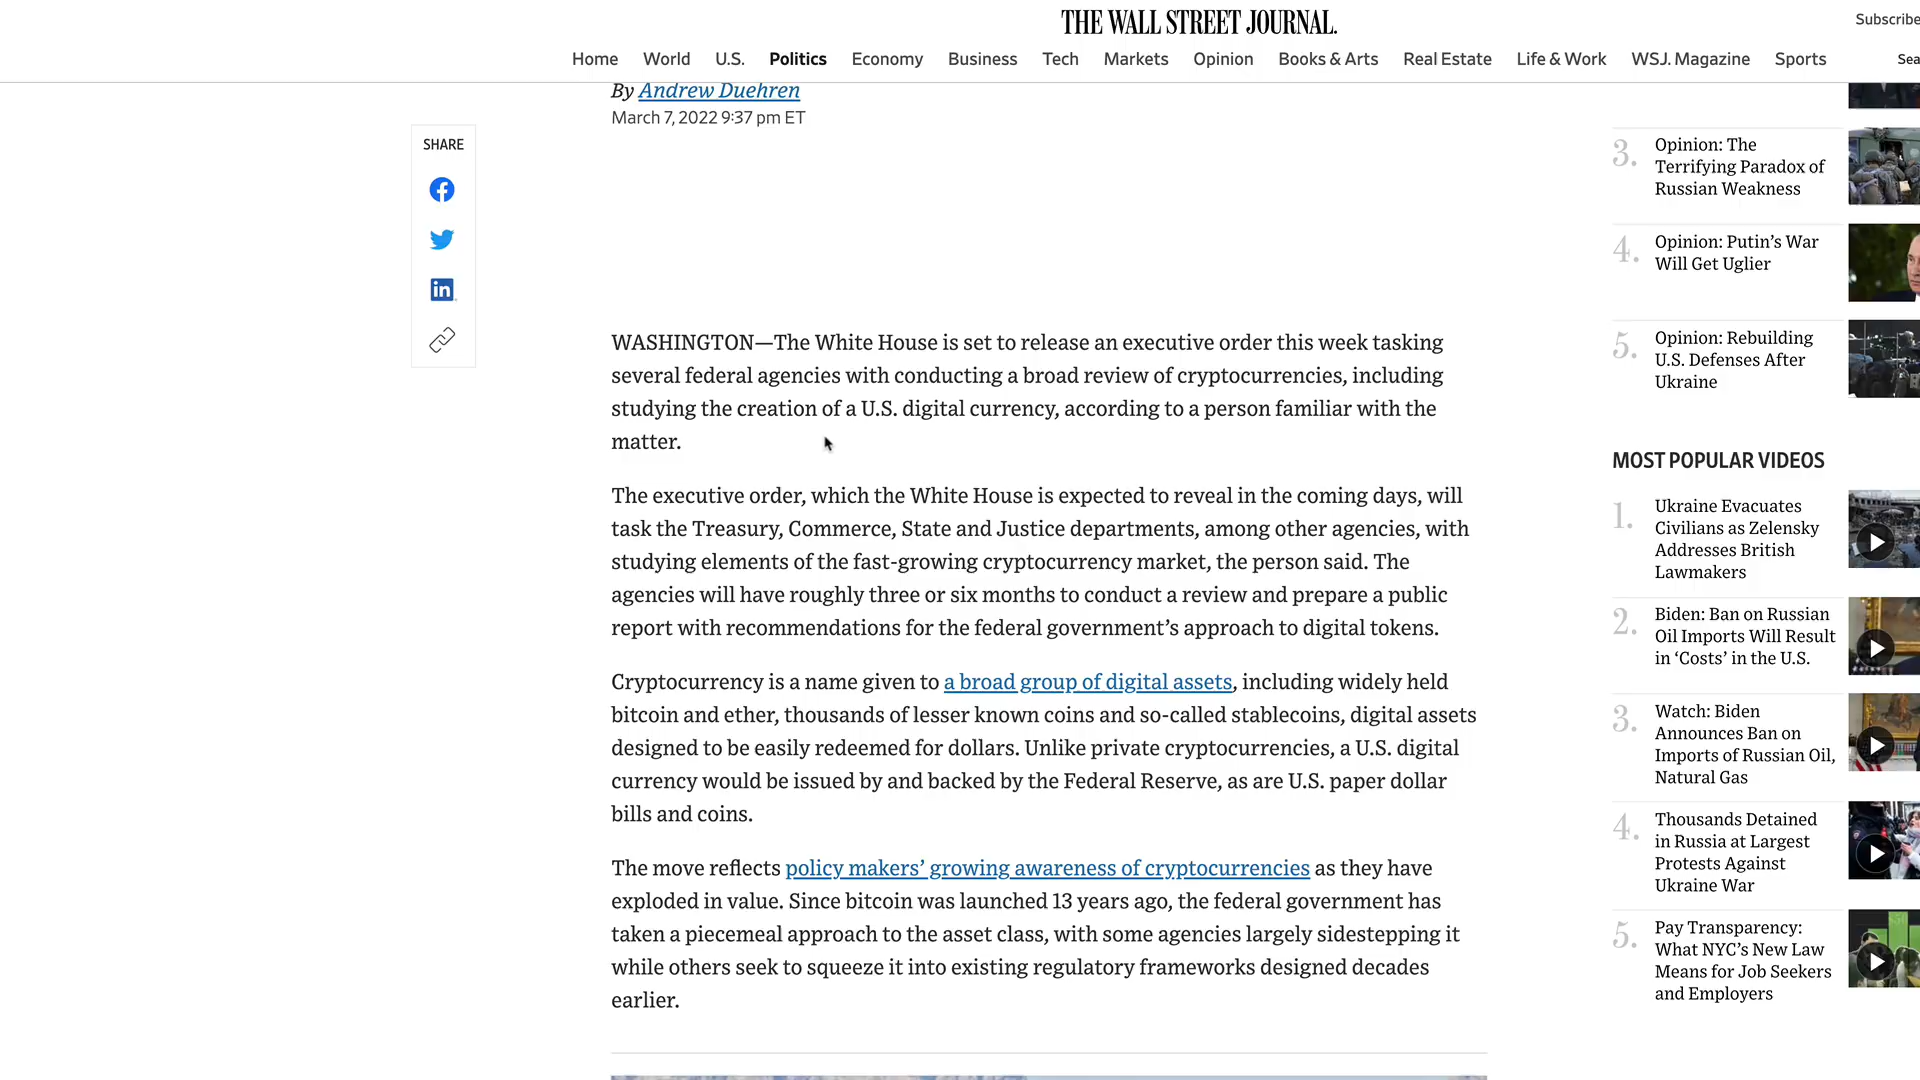 THE WALL STREET JOURNAL.
Subscribe
Home World U.S. Politics Economy Business Tech Markets Opinion Books & Arts Real Estate Life & Work WSJ. Magazine Sports
By Andrew Duehren
March 7, 2022 9:37 pm ET
SHARE
WASHINGTON—The White House is set to release an executive order this week tasking
several federal agencies with conducting a broad review of cryptocurrencies, including
studying the creation of a U.S. digital currency, according to a person familiar with the
matter.
The executive order, which the White House is expected to reveal in the coming days, will
task the Treasury, Commerce, State and Justice departments, among other agencies, with
studying elements of the fast-growing cryptocurrency market, the person said. The
agencies will have roughly three or six months to conduct a review and prepare a public
report with recommendations for the federal government’s approach to digital tokens.
Cryptocurrency is a name given to a broad group of digital assets, including widely held
bitcoin and ether, thousands of lesser known coins and so-called stablecoins, digital assets
designed to be easily redeemed for dollars. Unlike private cryptocurrencies, a U.S. digital
currency would be issued by and backed by the Federal Reserve, as are U.S. paper dollar
bills and coins.
The move reflects policy makers’ growing awareness of cryptocurrencies as they have
exploded in value. Since bitcoin was launched 13 years ago, the federal government has
taken a piecemeal approach to the asset class, with some agencies largely sidestepping it
while others seek to squeeze it into existing regulatory frameworks designed decades
earlier.
3. Opinion: The
Terrifying Paradox of
Russian Weakness
4. Opinion: Putin’s War
Will Get Uglier
5. Opinion: Rebuilding
U.S. Defenses After
Ukraine
MOST POPULAR VIDEOS
1. Ukraine Evacuates
Civilians as Zelensky
Addresses British
Lawmakers
2. Biden: Ban on Russian
Oil Imports Will Result
in ‘Costs’ in the U.S.
3. Watch: Biden
Announces Ban on
Imports of Russian Oil,
Natural Gas
4. Thousands Detained
in Russia at Largest
Protests Against
Ukraine War
5. Pay Transparency:
What NYC’s New Law
Means for Job Seekers
and Employers